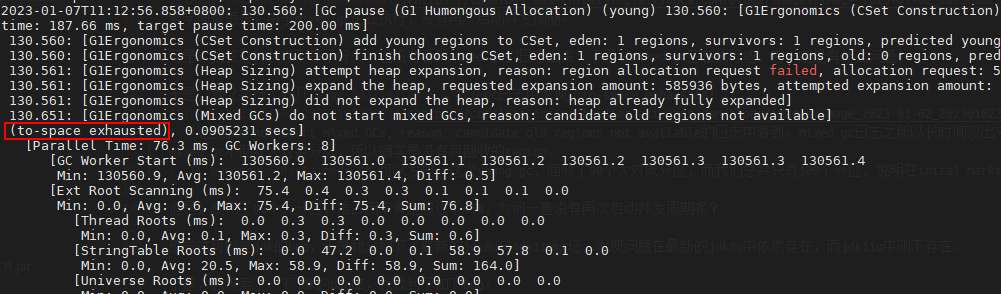 2023-01-07T11:12:56.858+0800: 130.560: [GC pause (G1 Humongous Allocation) (young) 130.560: [G1Ergonomics (CSet Construction)
time: 187.66 ms, target pause time: 200.00 ms]
130.560: [G1Ergonomics (CSet Construction) add young regions to CSet, eden: 1 regions, survivors: 1 regions, predicted young
130.560: [G1Ergonomics (CSet Construction) finish choosing CSet, eden: 1 regions, survivors: 1 regions, old: 0 regions, pred
130.561: [G1Ergonomics (Heap Sizing) attempt heap expansion, reason: region allocation request failed, allocation request: 5
130.561: [G1Ergonomics (Heap Sizing) expand the heap, requested expansion amount: 585936 bytes, attempted expansion amount:
130.561: [G1Ergonomics (Heap Sizing) did not expand the heap, reason: heap already fully expanded]
130.651: [G1Ergonomics (Mixed GCs) do not start mixed GCs, reason: candidate old regions not available]
(to-space exhausted), 0.0905231 secs]
[Parallel Time: 76.3 ms, GC Workers: 8]
[GC Worker Start (ms): 130560.9 130561.0 130561.1 130561.2 130561.2 130561.3 130561.3 130561.4
Min: 130560.9, Avg: 130561.2, Max: 130561.4, Diff: 0.5]
[Ext Root Scanning (ms): 75.4 0.4 0.3 0.3 0.1 0.1 0.1 0.0
Min: 0.0, Avg: 9.6, Max: 75.4, Diff: 75.4, Sum: 76.8]
[Thread Roots (ms): 0.0 0.3 0.3 0.0 0.0 0.0 0.0 0.0
Min: 0.0, Avg: 0.1, Max: 0.3, Diff: 0.3, Sum: 0.6]
[StringTable Roots (ms): 0.0 47.2 0.0 0.1 58.9 57.8 0.1 0.0
Min: 0.0, Avg: 20.5, Max: 58.9, Diff: 58.9, Sum: 164.0]
[Universe Roots (ms): 0.0 0.0 0.0 0.0 0.0 0.0 0.0 0.0